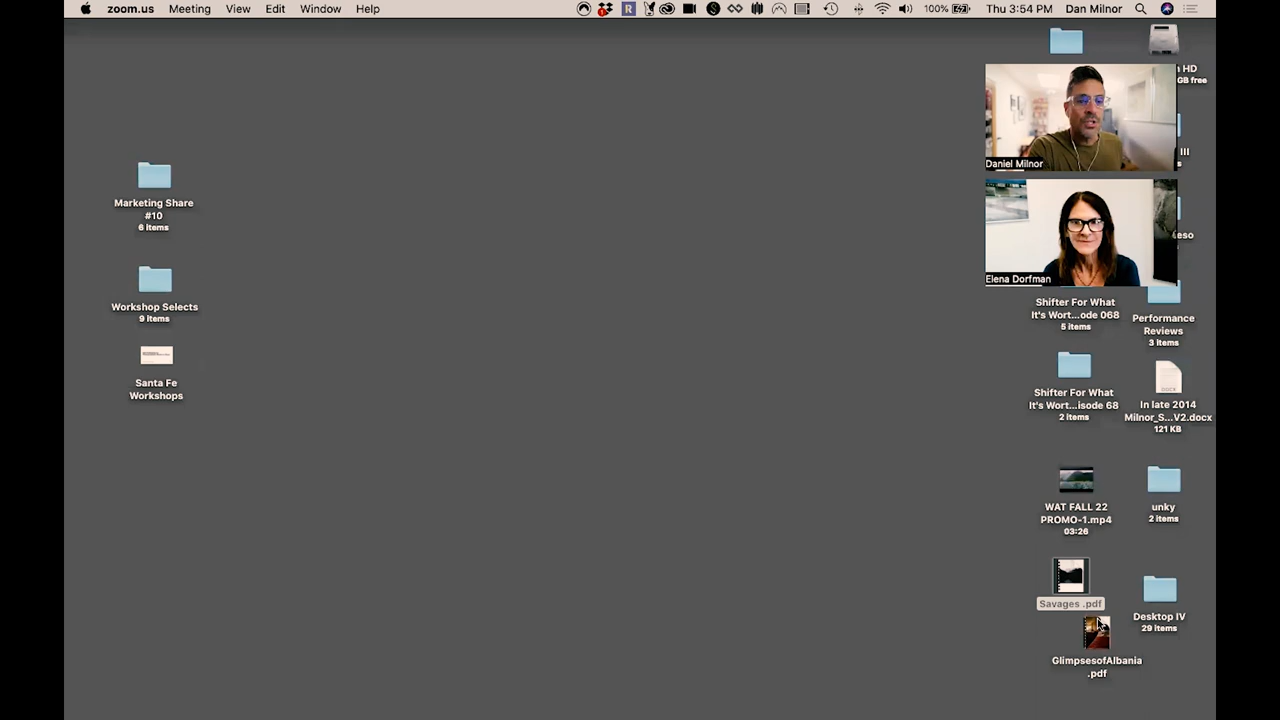 zoom.us Meeting View Edit Window Help
R 100% Thu 3:54 PM Dan Milnor
HD
GB free
Daniel Milnor
III
s
Marketing Share
#10
6 items
eso
Elena Dorfman
Workshop Selects
9 items
Shifter For What
It's Wort...ode 068
5 items
Performance
Reviews
3 items
Santa Fe
Workshops
Shifter For What
It's Wort...isode 68
2 items
In late 2014
Milnor_S...V2.docx
121 KB
WAT FALL 22
PROMO-1.mp4
03:26
unky
2 items
Savages .pdf
Desktop IV
29 items
GlimpsesofAlbania
.pdf